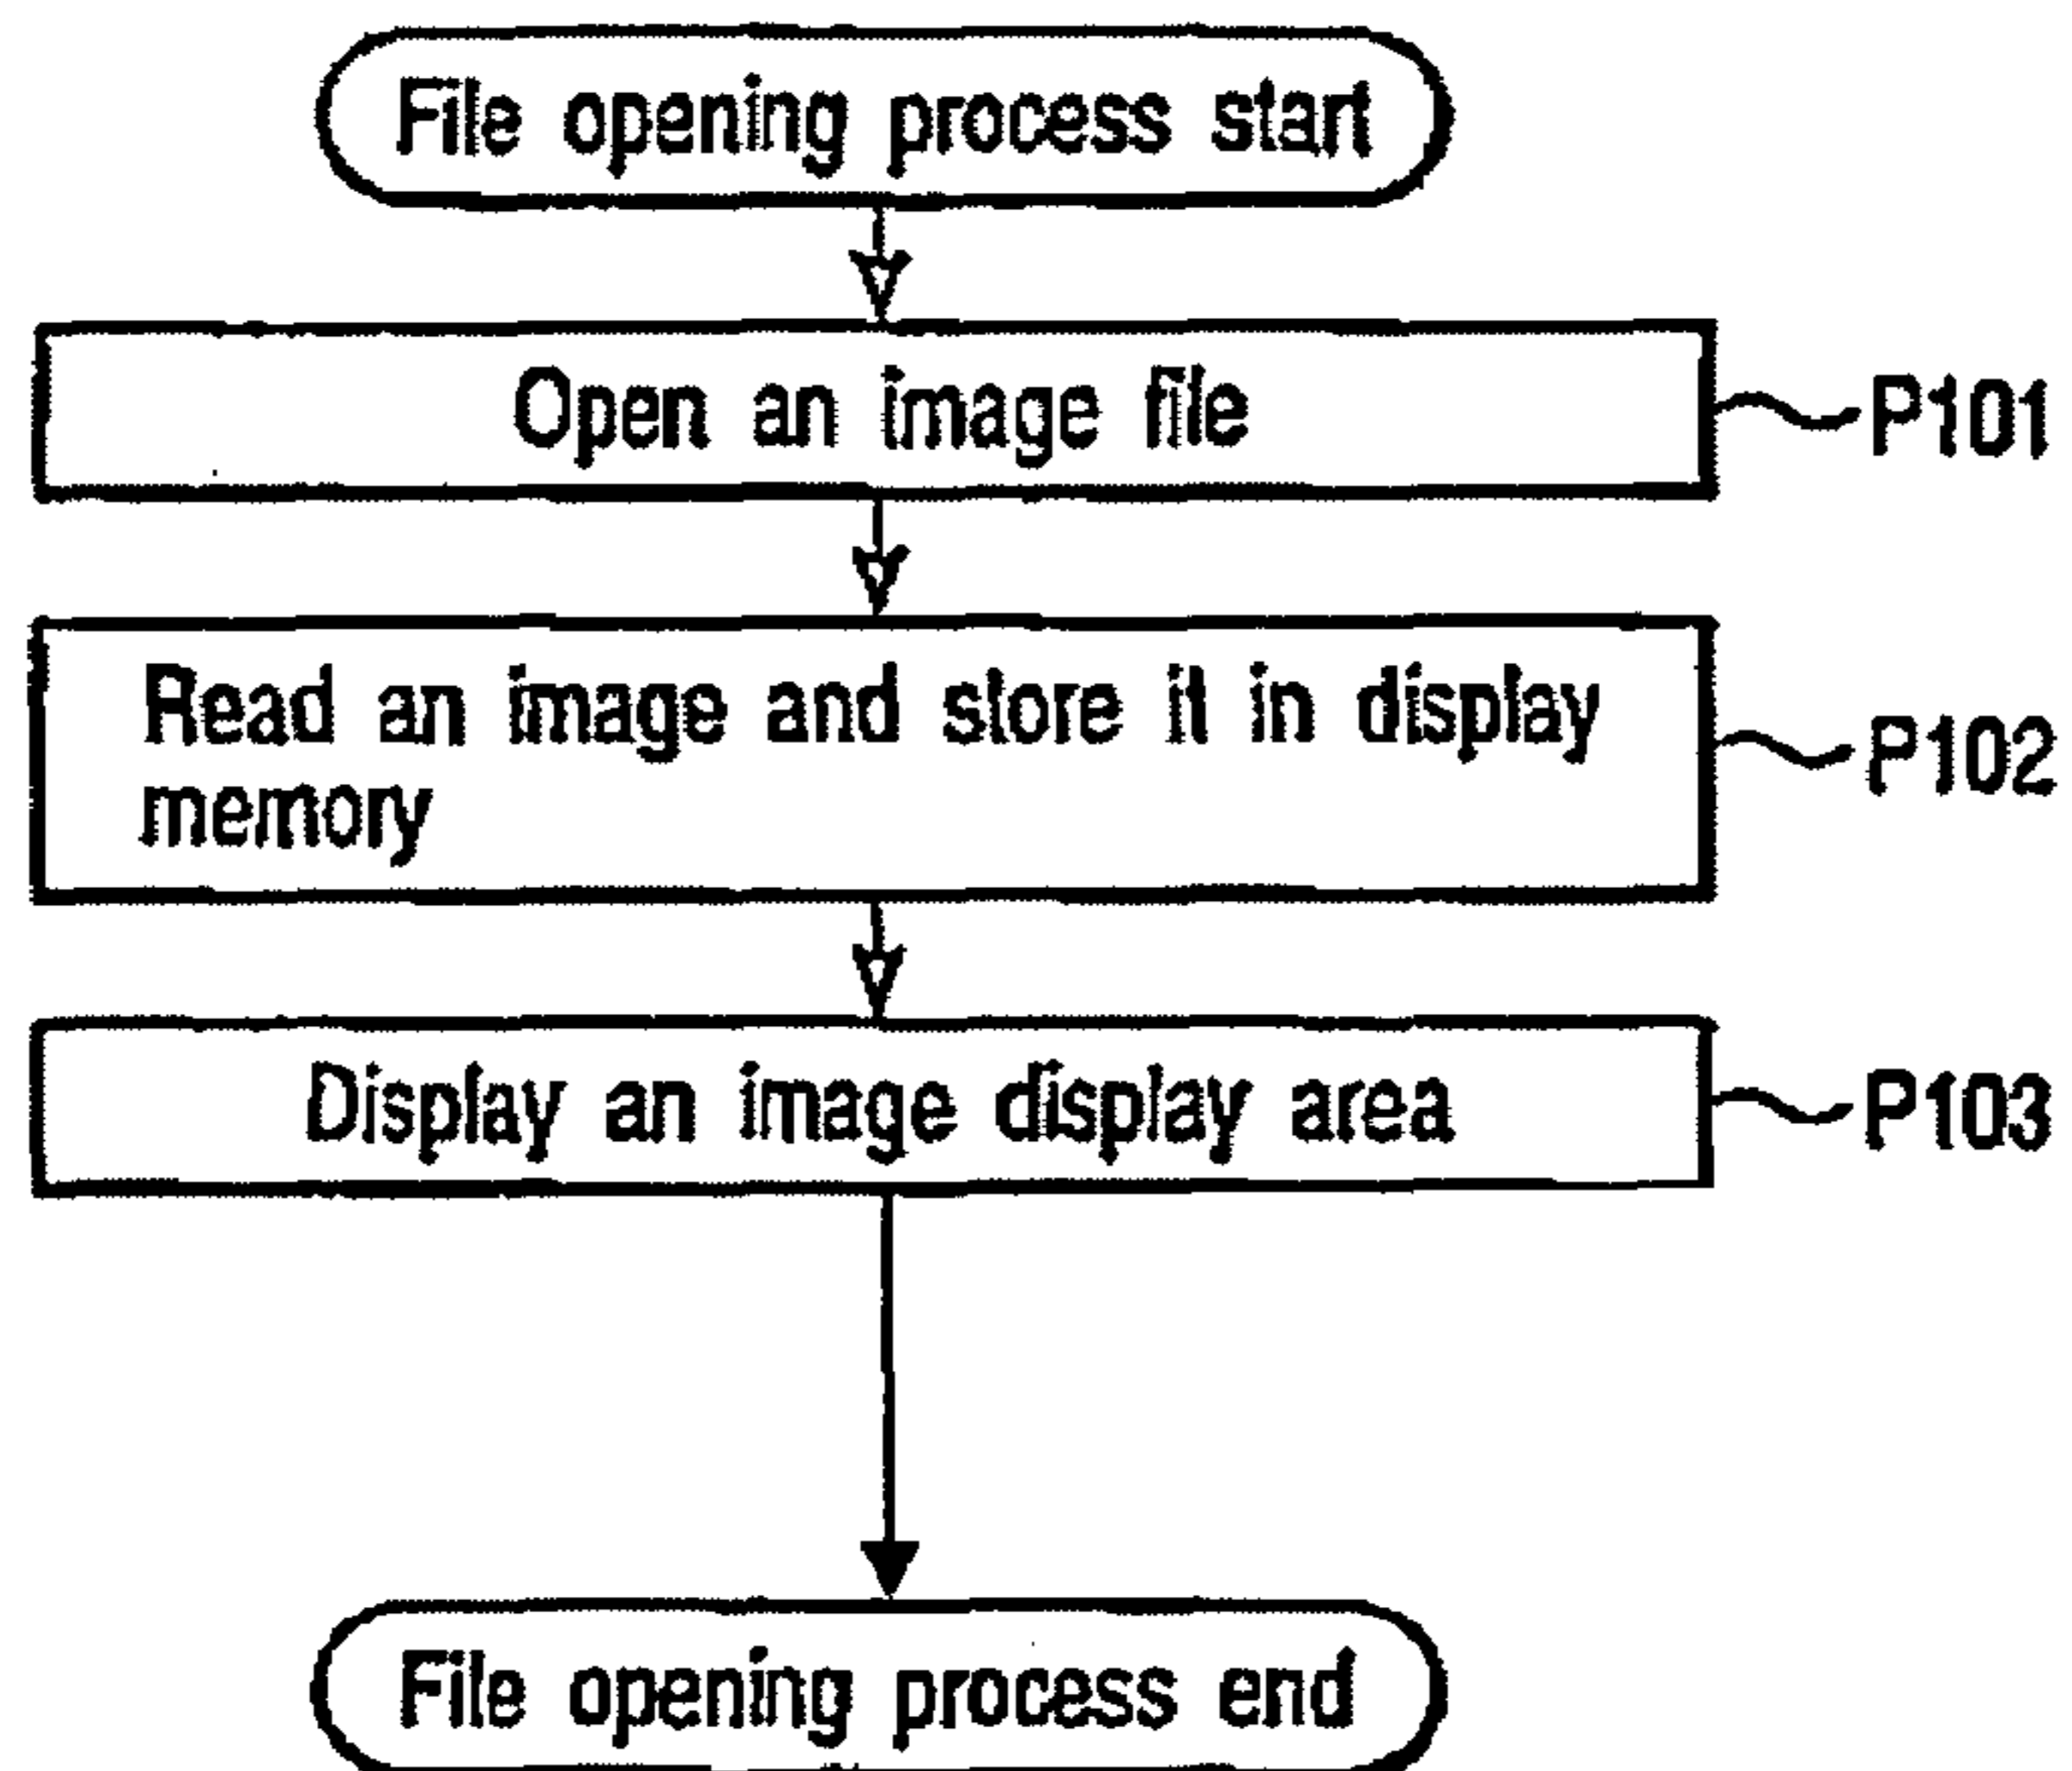 File opening process start
Open an image file
P101
Read an image and store it in display
memory
P102
Display an image display area
P103
File opening process end